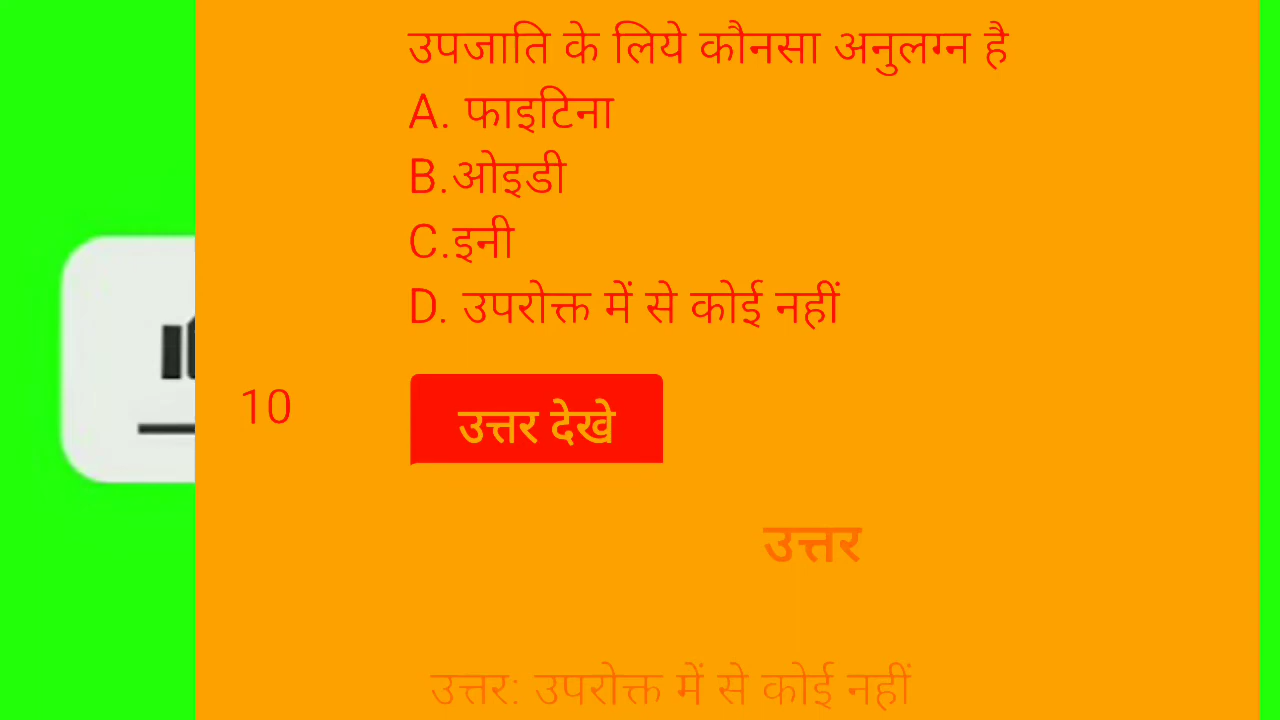 उपजाति के लिये कौनसा अनुलग्न है
A. फाइटिना
B.ओइडी
C.इनी
D. उपरोक्त में से कोई नहीं
10
उत्तर देखे
उत्तर
उत्तर: उपरोक्त में से कोई नहीं